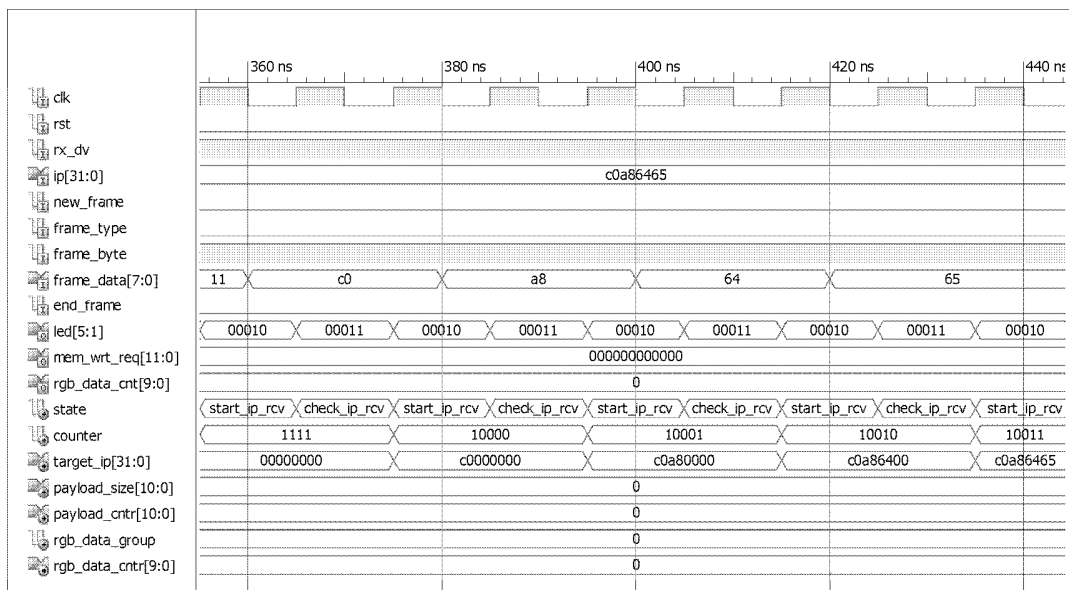 360 ns 380 ns 400 ns 420 ns 440 ns
clk
rst
rx_dv
ip[31:0] c0a86465
new_frame
frame_type
frame_byte
frame_data[7:0] 11 c0 a8 64 65
end_frame
led[5:1] 00010 00011 00010 00011 00010 00011 00010 00011 00010
mem_wrt_req[11:0] 000000000000
rgb_data_cnt[9:0] 0
state start_ip_rcv check_ip_rcv start_ip_rcv check_ip_rcv start_ip_rcv check_ip_rcv start_ip_rcv check_ip_rcv start_ip_rcv
counter 1111 10000 10001 10010 10011
target_ip[31:0] 00000000 c0000000 c0a80000 c0a86400 c0a86465
payload_size[10:0] 0
payload_cntr[10:0] 0
rgb_data_group 0
rgb_data_cntr[9:0] 0